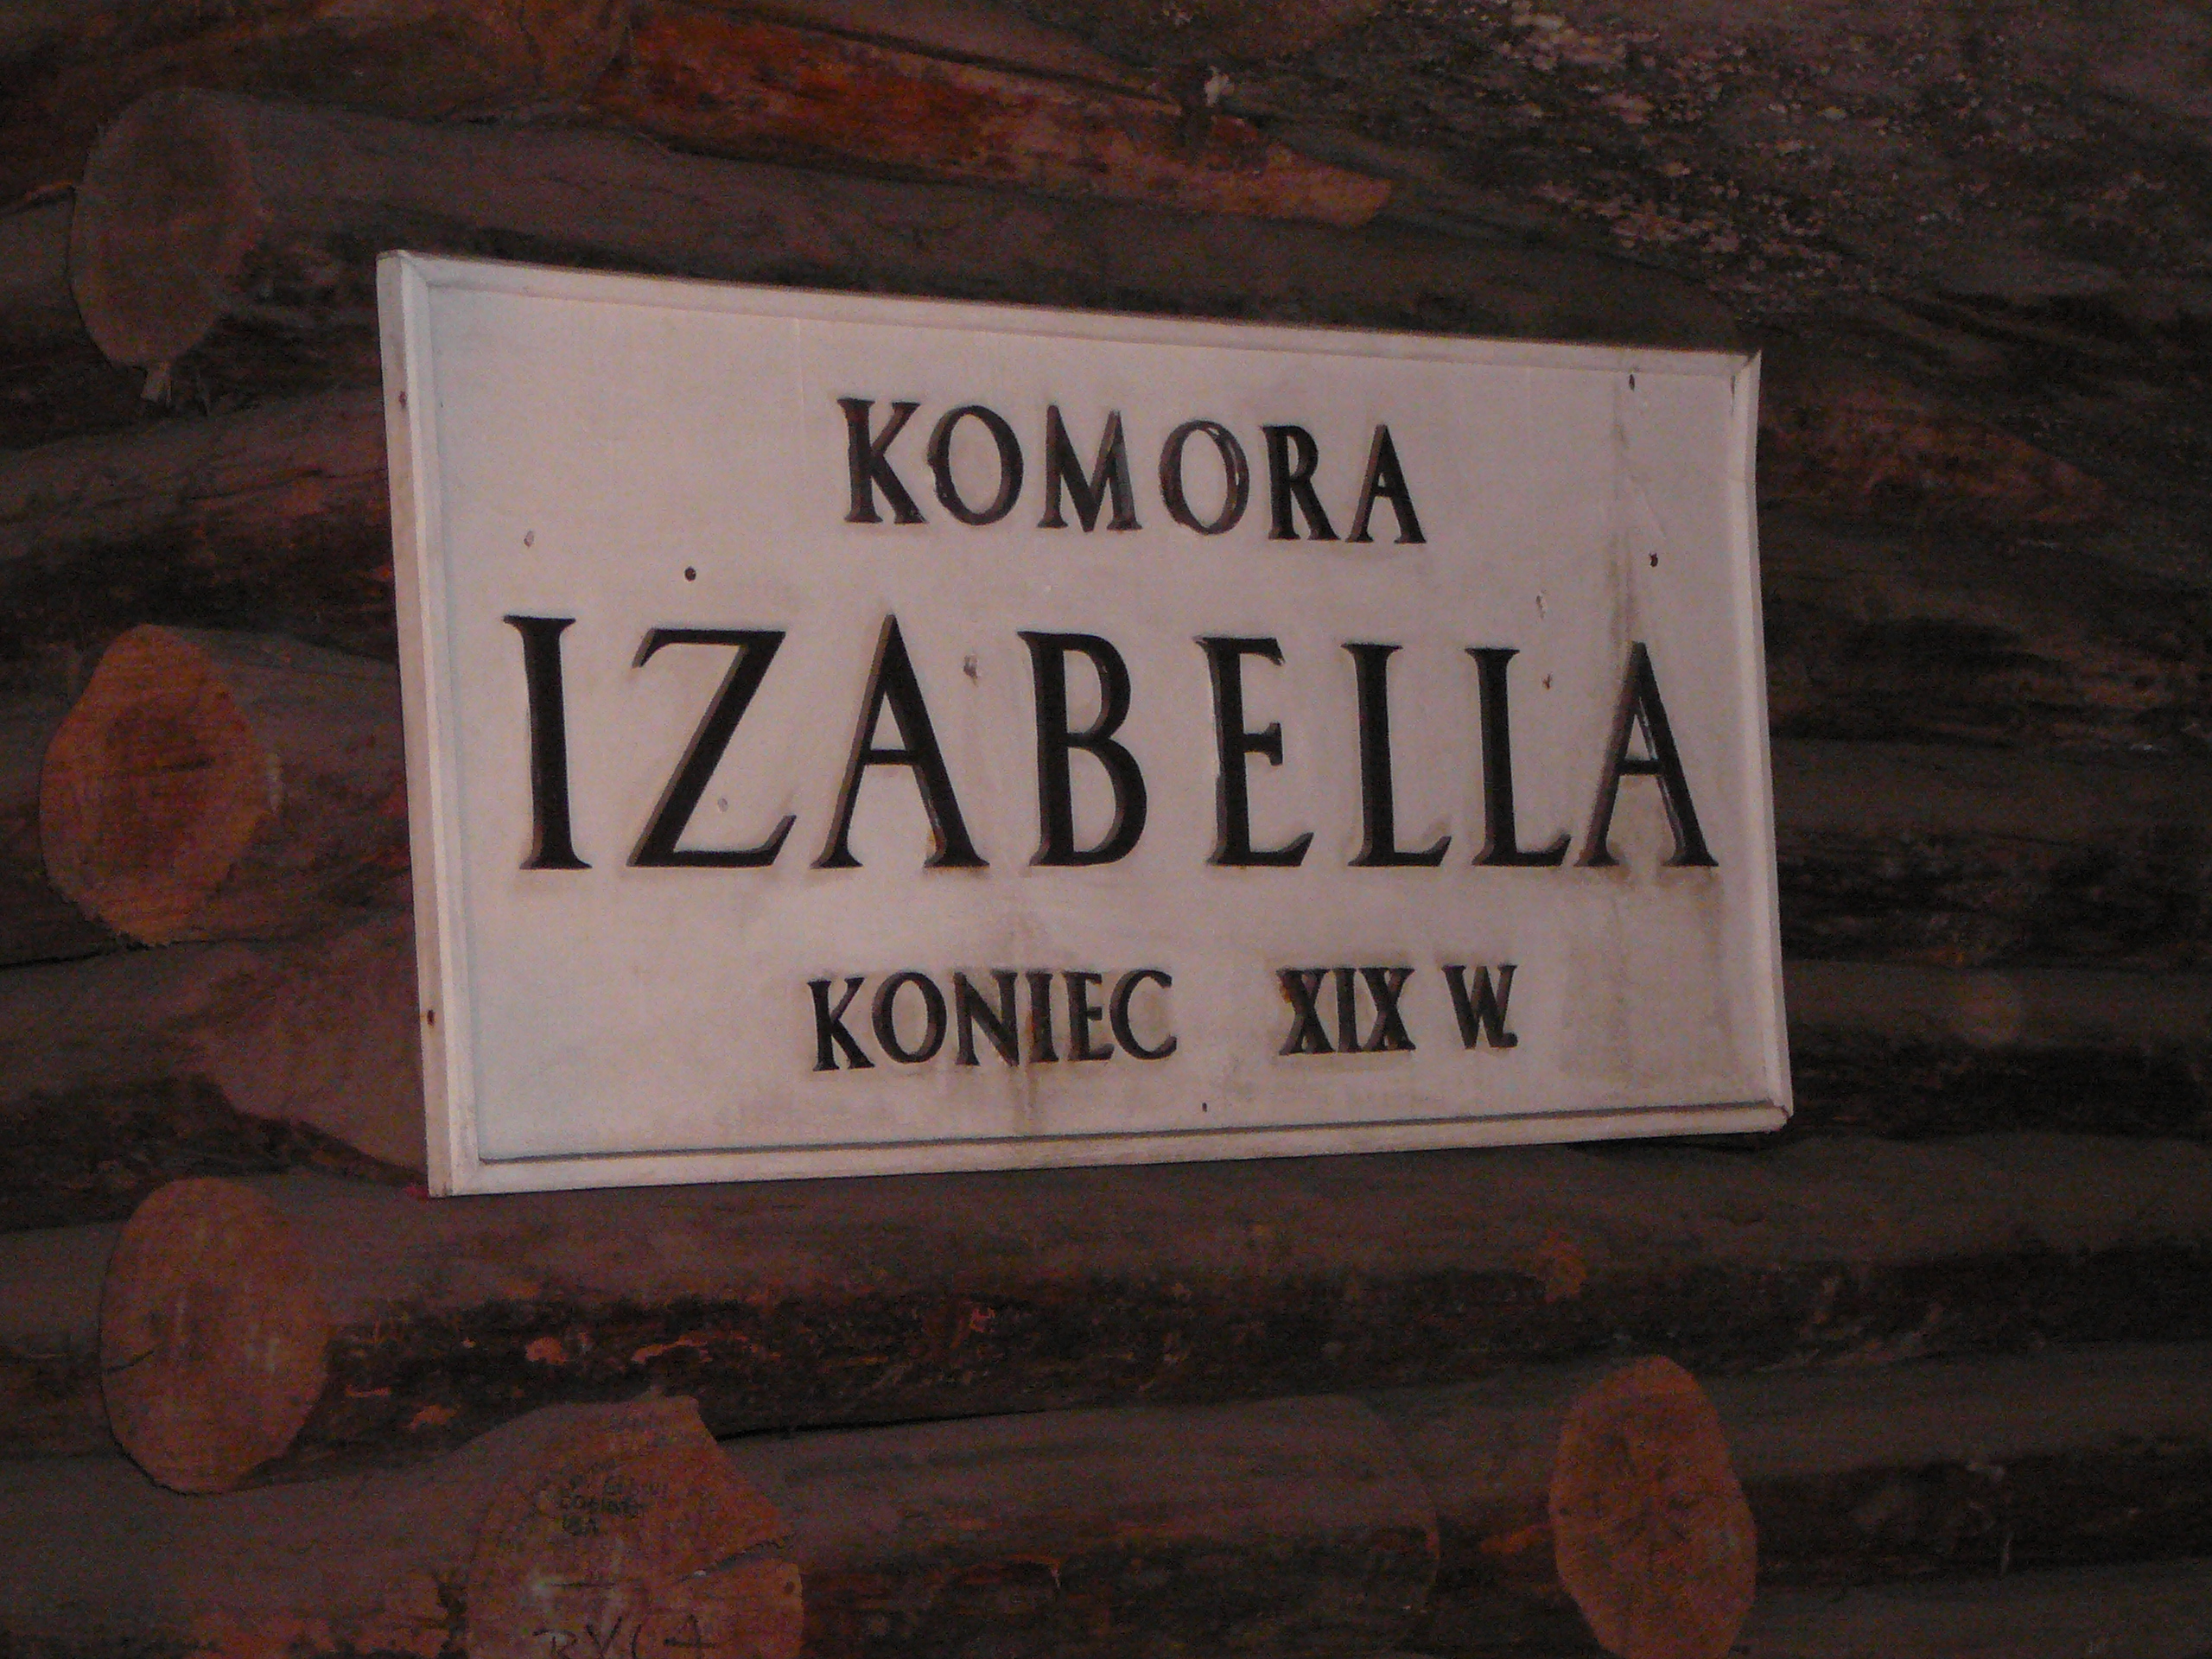 KOMORA
IZABELLA
KONIEC XIX W.